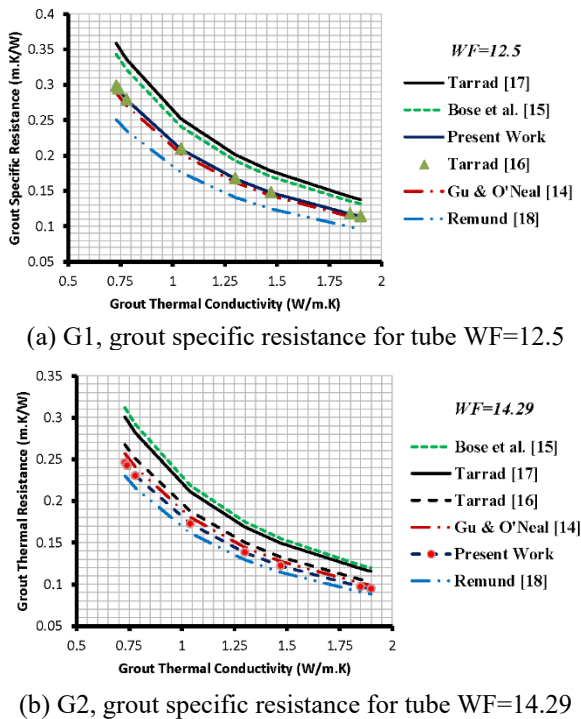 0.4
0.35
0.3
0.25
0.2
0.15
0.1
0.05
Grout Specific Resistance (m.K/W)
0.5 0.75 1 1.25 1.5 1.75 2
Grout Thermal Conductivity (W/m.K)
WF=12.5
Tarrad [17]
Bose et al. [15]
Present Work
Tarrad [16]
Gu & O'Neal [14]
Remund [18]
(a) G1, grout specific resistance for tube WF=12.5
0.35
0.3
0.25
0.2
0.15
0.1
0.05
Grout Thermal Resistance (m.K/W)
0.5 0.75 1 1.25 1.5 1.75 2
Grout Thermal Conductivity (W/m.K)
WF=14.29
Bose et al. [15]
Tarrad [17]
Tarrad [16]
Gu & O'Neal [14]
Present Work
Remund [18]
(b) G2, grout specific resistance for tube WF=14.29